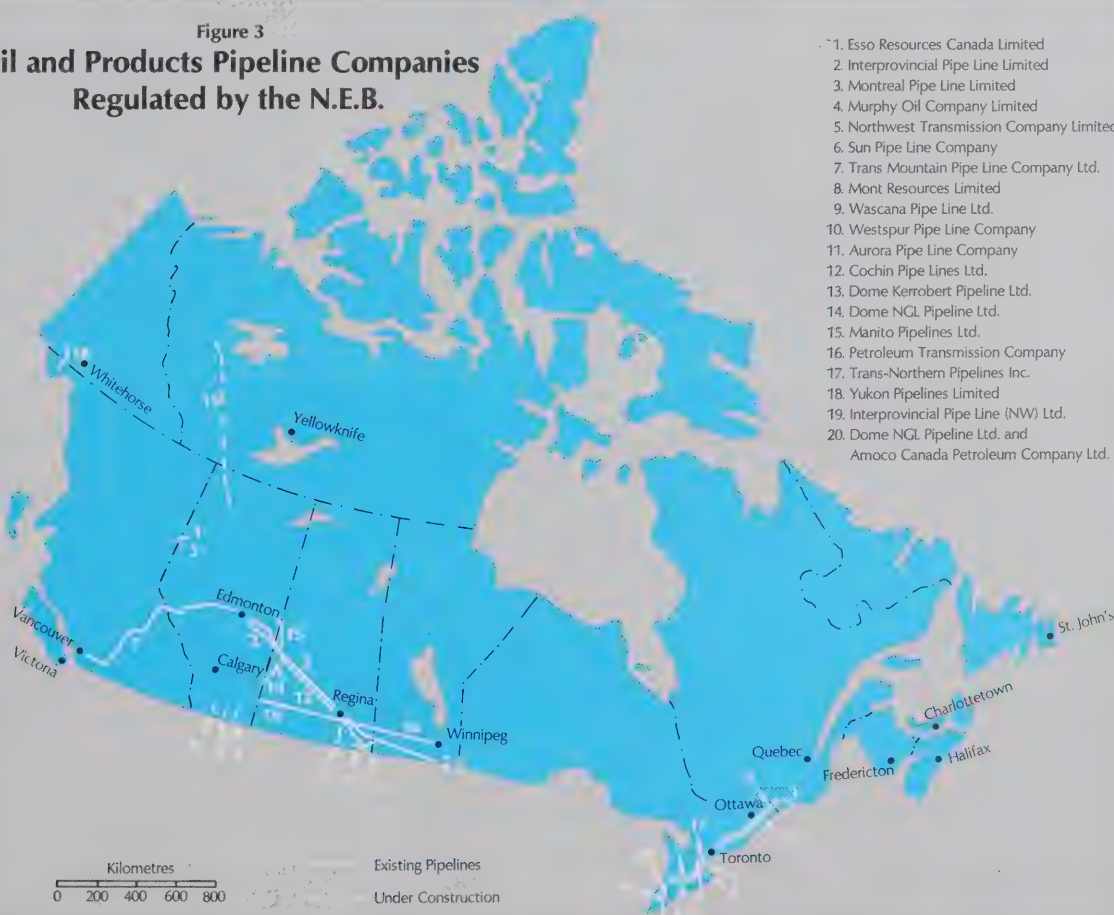 Figure 3
il and Products Pipeline Companies
Regulated by the N.E.B.
1. Esso Resources Canada Limited
2. Interprovincial Pipe Line Limited
3. Montreal Pipe Line Limited
4. Murphy Oil Company Limited
5. Northwest Transmission Company Limited
6. Sun Pipe Line Company
7. Trans Mountain Pipe Line Company Ltd.
8. Mont Resources Limited
9. Wascana Pipe Line Ltd.
10. Westspur Pipe Line Company
11. Aurora Pipe Line Company
12. Cochin Pipe Lines Ltd.
13. Dome Kerrobert Pipeline Ltd.
14. Dome NGL Pipeline Ltd.
15. Manito Pipelines Ltd.
16. Petroleum Transmission Company
17. Trans-Northern Pipelines Inc.
18. Yukon Pipelines Limited
19. Interprovincial Pipe Line (NW) Ltd.
20. Dome NGL Pipeline Ltd. and
Amoco Canada Petroleum Company Ltd.
Whitehorse
Yellowknife
Edmonton
Vancouver
Victoria
Calgary
Regina
Winnipeg
St. John's
Charlottetown
Quebec
Fredericton
Halifax
Ottawa
Toronto
Kilometres
0 200 400 600 800
Existing Pipelines
Under Construction